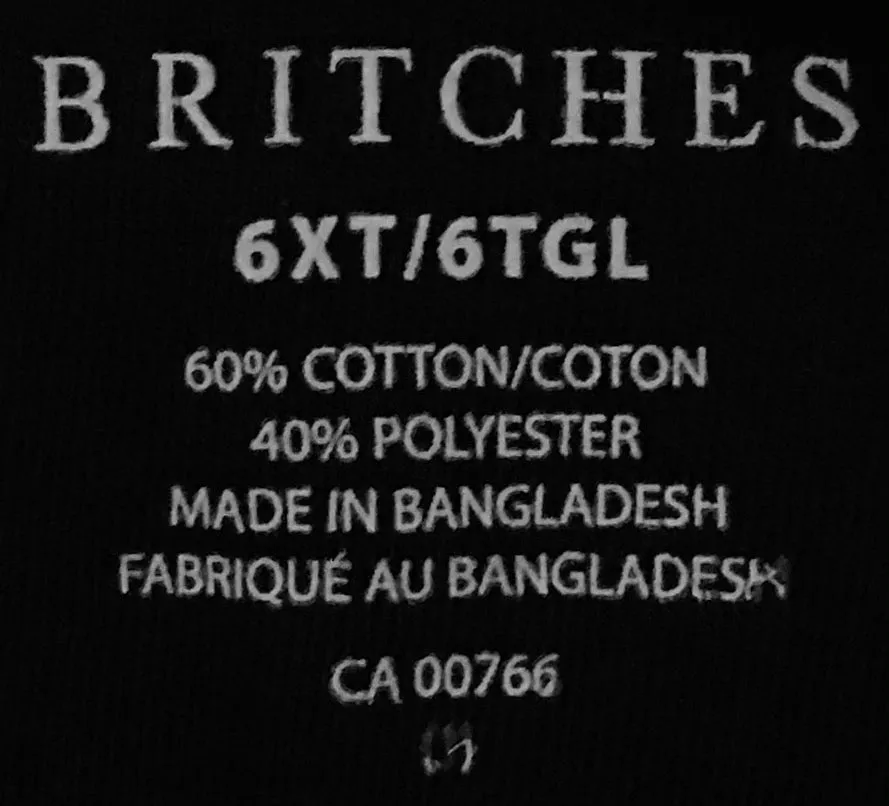 BRITCHES
6XT/6TGL
60% COTTON/COTON
40% POLYESTER
MADE IN BANGLADESH
FABRIQUÉ AU BANGLADESH
CA 00766